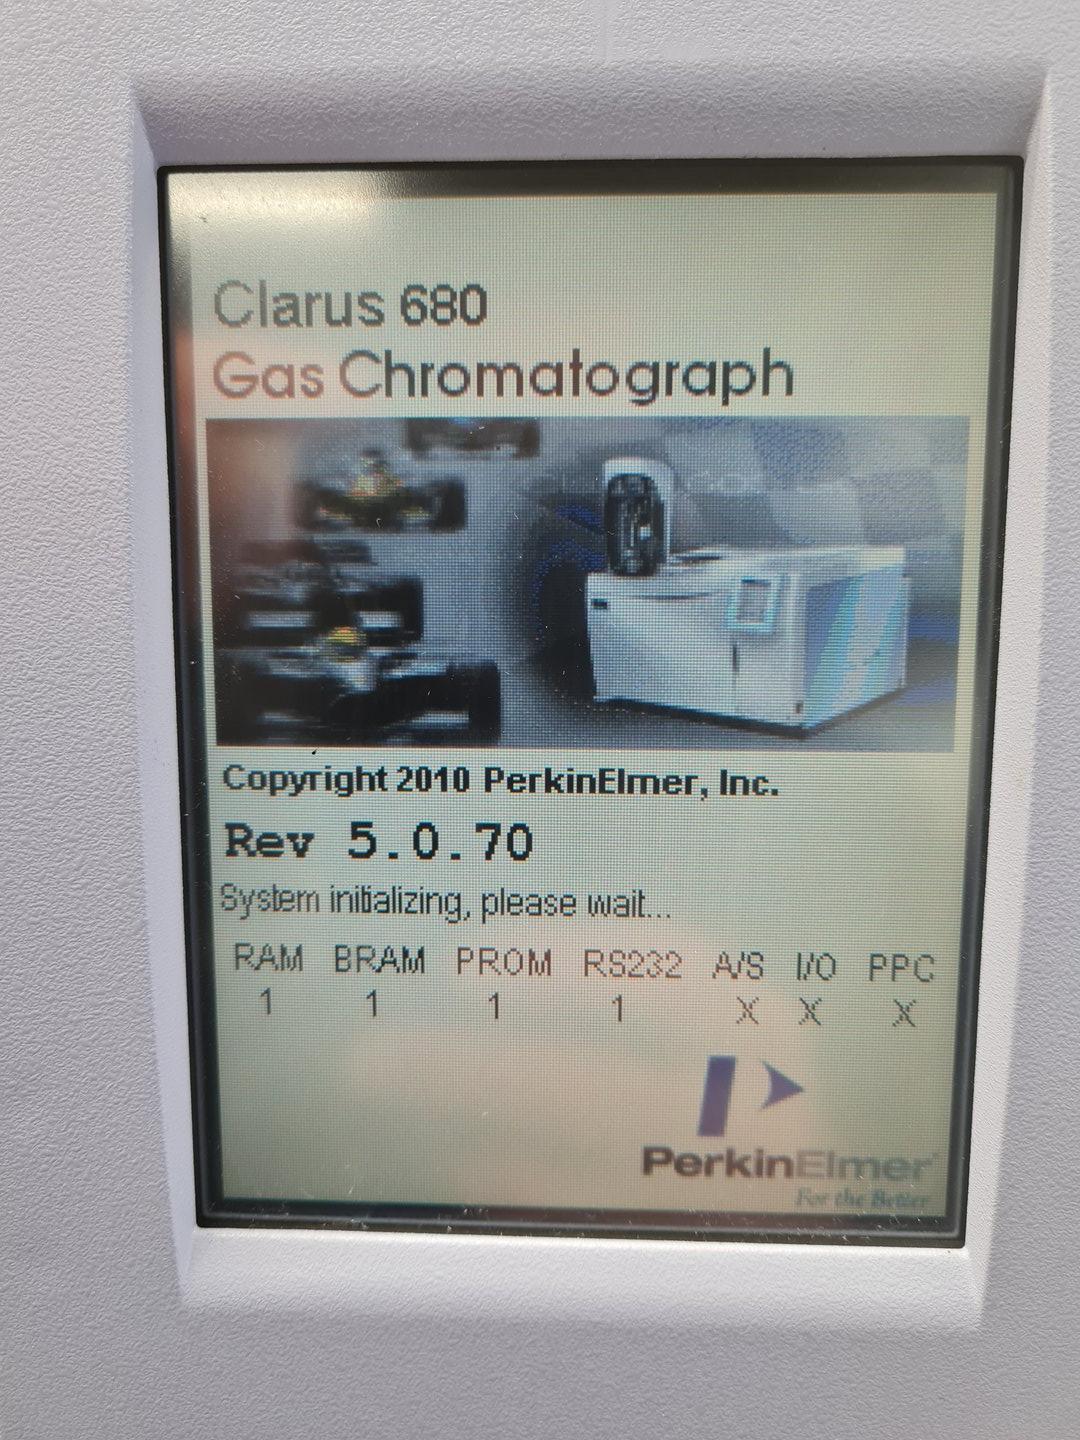 Clarus 680
Gas Chromatograph
Copyright 2010 PerkinElmer, Inc.
Rev 5.0.70
System initializing, please wait...
RAM BRAM PROM RS232 A/S I/O PPC
1 1 1 1 X X X
PerkinElmer
For the Better